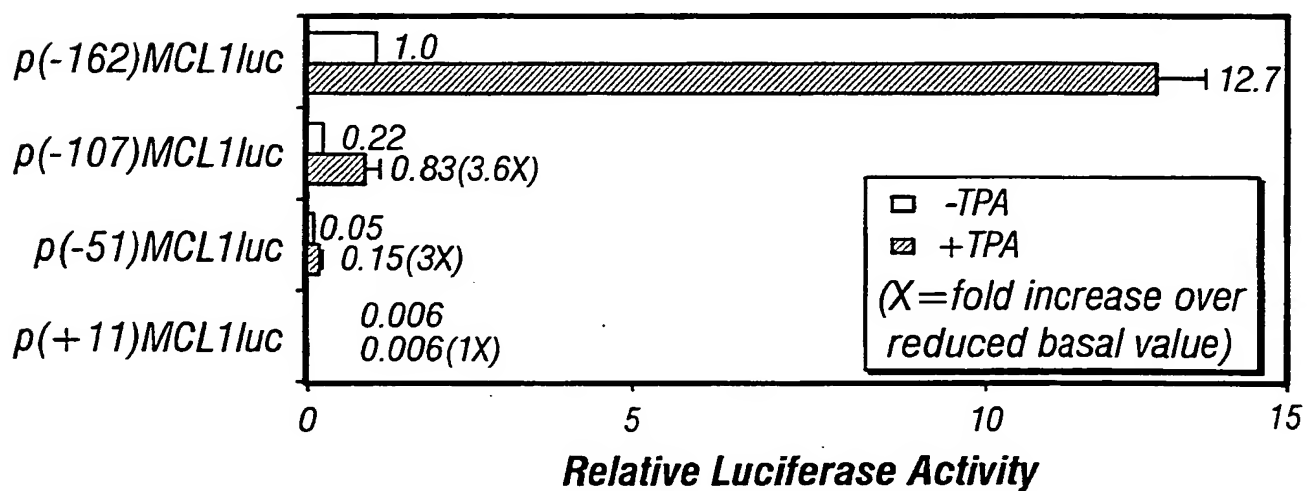 p(-162)MCL1luc
1.0
12.7
p(-107)MCL1luc
0.22
0.83(3.6X)
p(-51)MCL1luc
0.05
0.15(3X)
p(+11)MCL1luc
0.006
0.006(1X)
-TPA
+TPA
(X=fold increase over
reduced basal value)
0 5 10 15
Relative Luciferase Activity